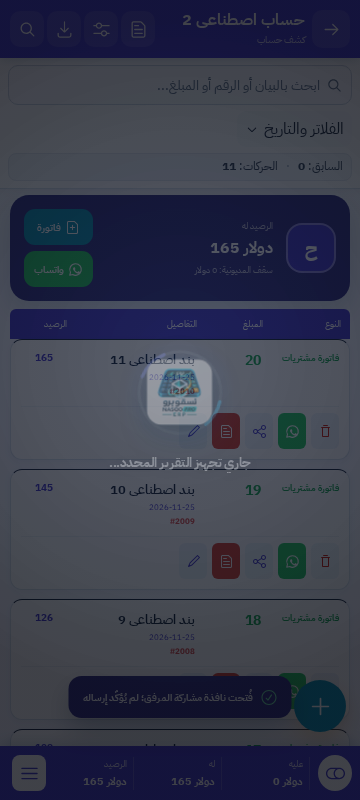 حساب اصطناعي 2
كشف حساب
ابحث بالبيان أو الرقم أو المبلغ...
الفلاتر والتاريخ
السابق: 0 · الحركات: 11
ح
الرصيد له
دولار 165
سقف المديونية: 0 دولار
فاتورة
واتساب
النوع المبلغ التفاصيل الرصيد
فاتورة مشتريات 20 بند اصطناعي 11 165
2026-11-25
جاري تجهيز التقرير المحدد...
فاتورة مشتريات 19 بند اصطناعي 10 145
2026-11-25
#2009
فاتورة مشتريات 18 بند اصطناعي 9 126
2026-11-25
#2008
فُتحت نافذة مشاركة المرفق؛ لم يُؤكّد إرساله
عليه له الرصيد
دولار 0 دولار 165 دولار 165